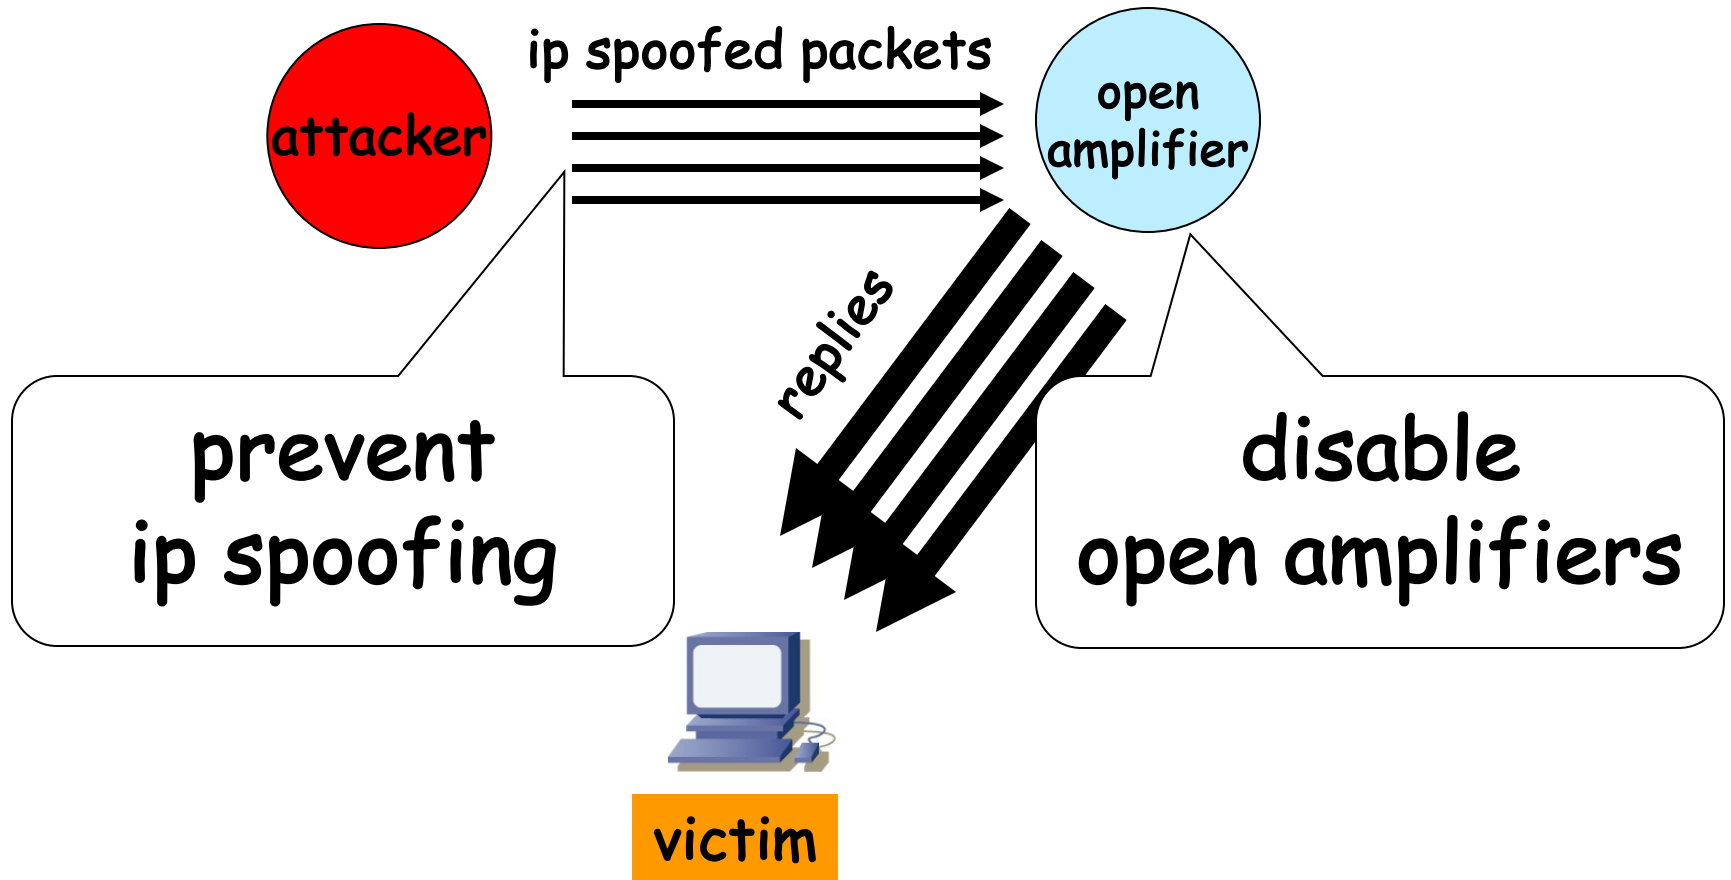 ip spoofed packets
attacker
open
amplifier
replies
prevent
ip spoofing
disable
open amplifiers
victim